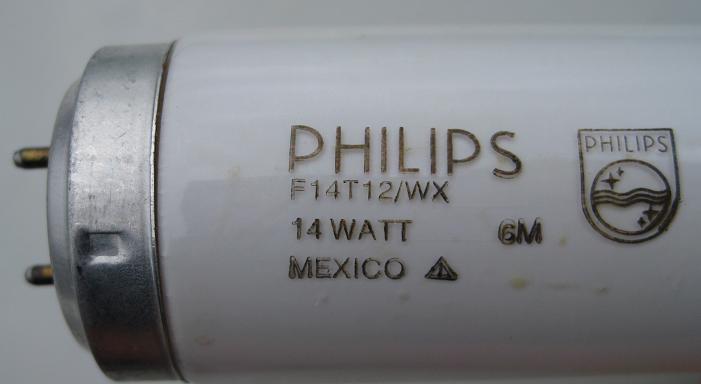 PHILIPS
F14T12/WX
14 WATT 6M
MEXICO
PHILIPS